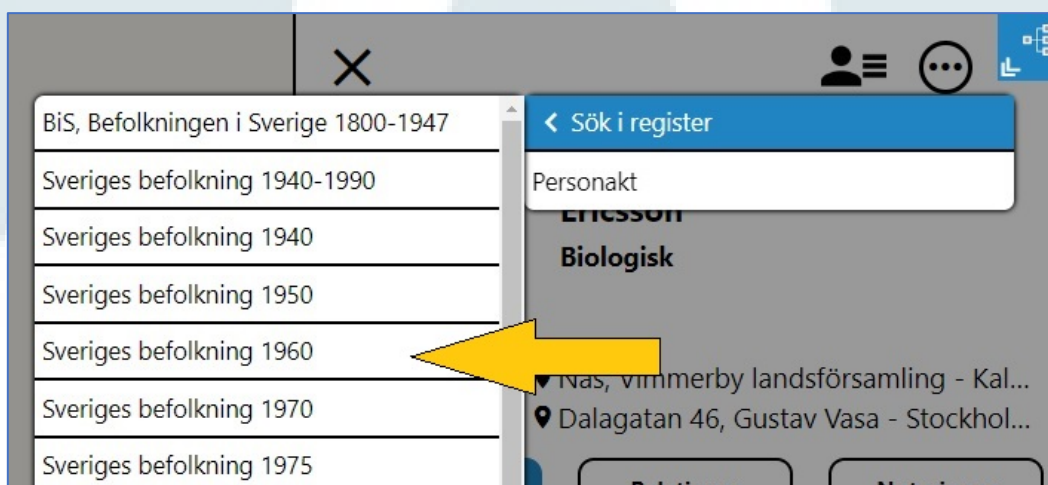 BiS, Befolkningen i Sverige 1800-1947
Sveriges befolkning 1940-1990
Sveriges befolkning 1940
Sveriges befolkning 1950
Sveriges befolkning 1960
Sveriges befolkning 1970
Sveriges befolkning 1975
Sök i register
Personakt
Ericsson
Biologisk
Näs, Vimmerby landsförsamling - Kal...
Dalagatan 46, Gustav Vasa - Stockhol...